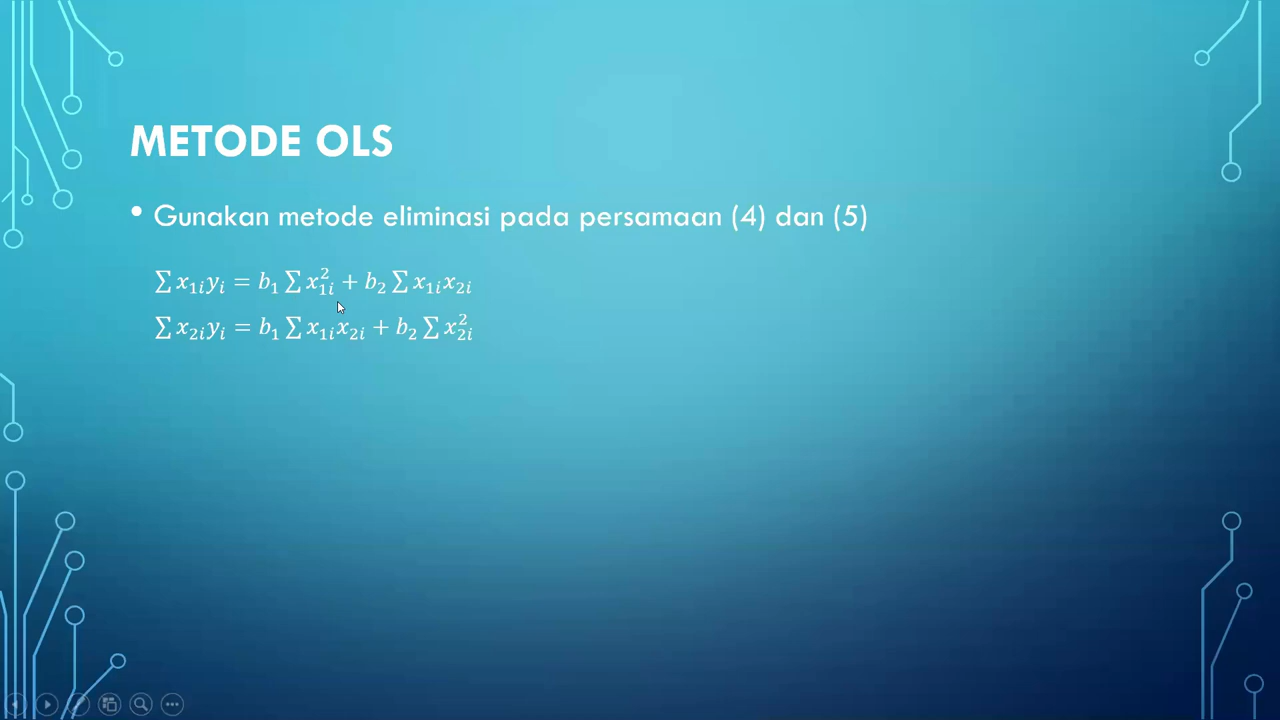 METODE OLS
• Gunakan metode eliminasi pada persamaan (4) dan (5)
∑ x₁ᵢyᵢ = b₁ ∑ x₁ᵢ² + b₂ ∑ x₁ᵢx₂ᵢ
∑ x₂ᵢyᵢ = b₁ ∑ x₁ᵢx₂ᵢ + b₂ ∑ x₂ᵢ²